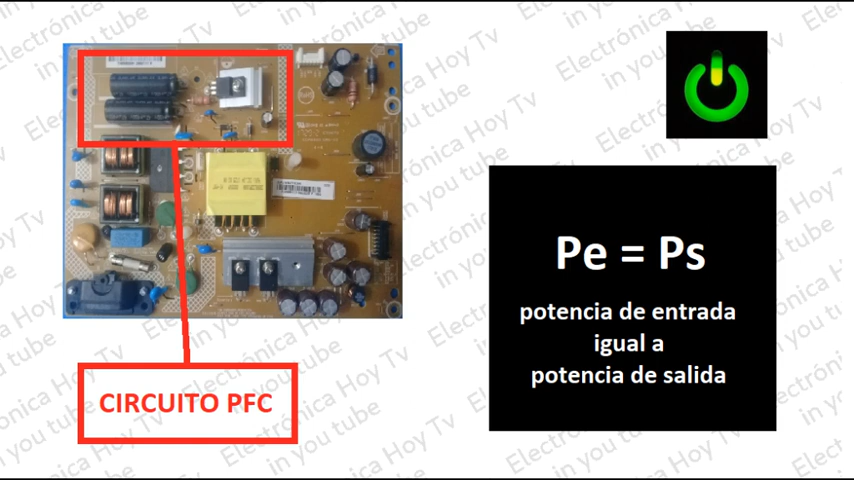 CIRCUITO PFC
Pe = Ps
potencia de entrada
igual a
potencia de salida
Electrónica Hoy Tv
in you tube